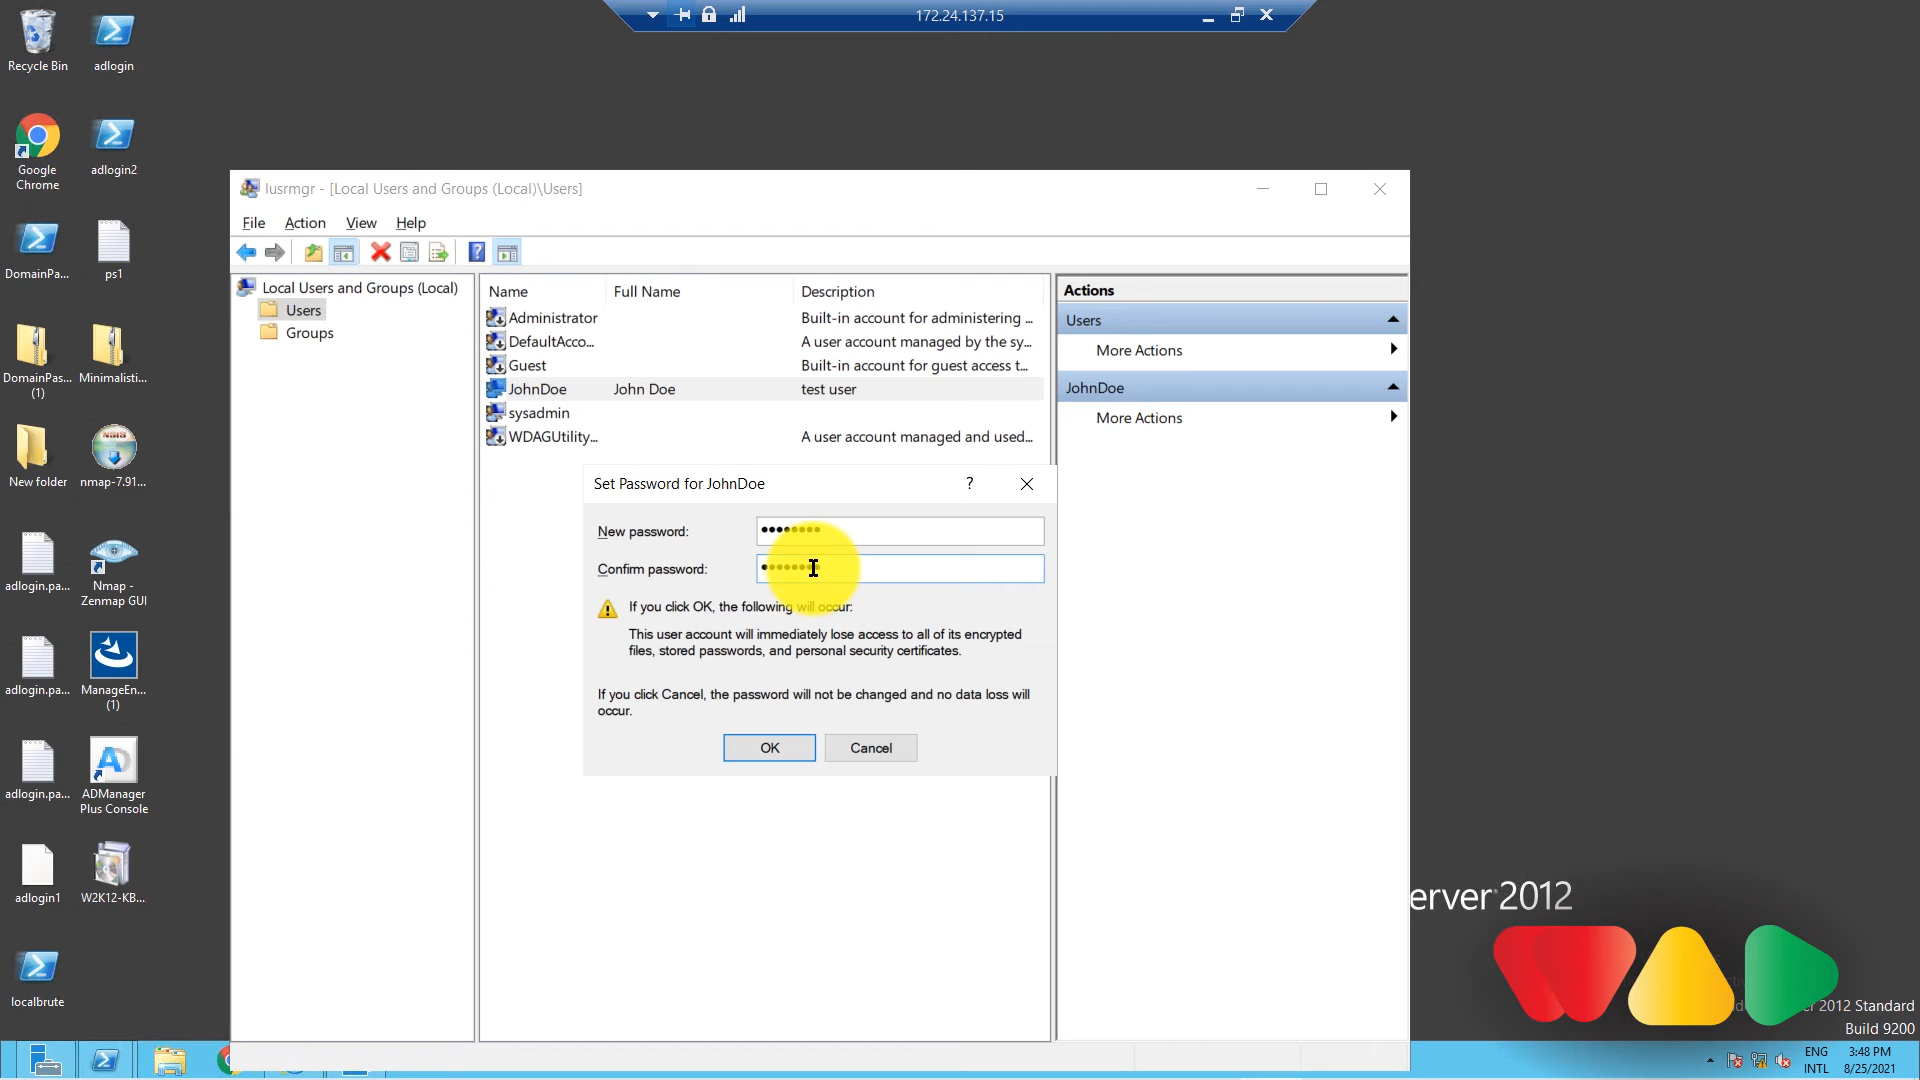 172.24.137.15
Recycle Bin
adlogin
Google
Chrome
adlogin2
DomainPa...
ps1
DomainPas...
(1)
Minimalisti...
New folder
nmap-7.91...
adlogin.pa...
Nmap -
Zenmap GUI
adlogin.pa...
ManageEn...
(1)
adlogin.pa...
ADManager
Plus Console
adlogin1
W2K12-KB...
localbrute
lusrmgr - [Local Users and Groups (Local)\Users]
File Action View Help
Local Users and Groups (Local)
Users
Groups
Name Full Name Description
Administrator Built-in account for administering ...
DefaultAcco... A user account managed by the sy...
Guest Built-in account for guest access t...
JohnDoe John Doe test user
sysadmin
WDAGUtility... A user account managed and used...
Actions
Users
More Actions
JohnDoe
More Actions
Set Password for JohnDoe
New password:
Confirm password:
If you click OK, the following will occur:
This user account will immediately lose access to all of its encrypted
files, stored passwords, and personal security certificates.
If you click Cancel, the password will not be changed and no data loss will
occur.
OK Cancel
erver 2012
2012 Standard
Build 9200
ENG
INTL
3:48 PM
8/25/2021